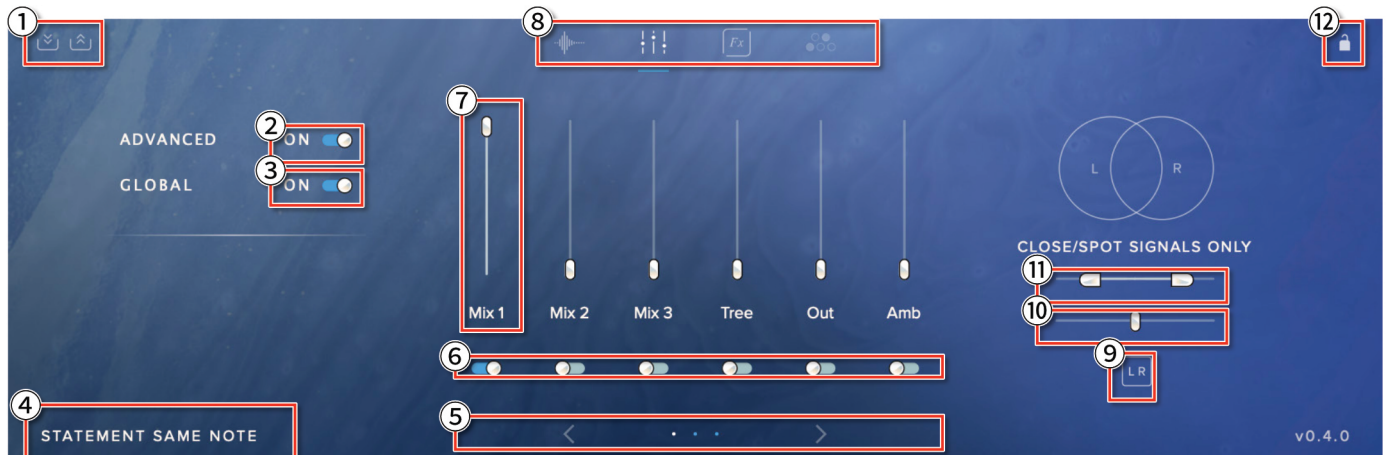 ① ⑧ ⑫
Fx
⑦
② ADVANCED ON
③ GLOBAL ON
L R
CLOSE/SPOT SIGNALS ONLY
⑪
⑩
Mix 1 Mix 2 Mix 3 Tree Out Amb
⑥ ⑨
L R
④ ⑤
STATEMENT SAME NOTE v0.4.0